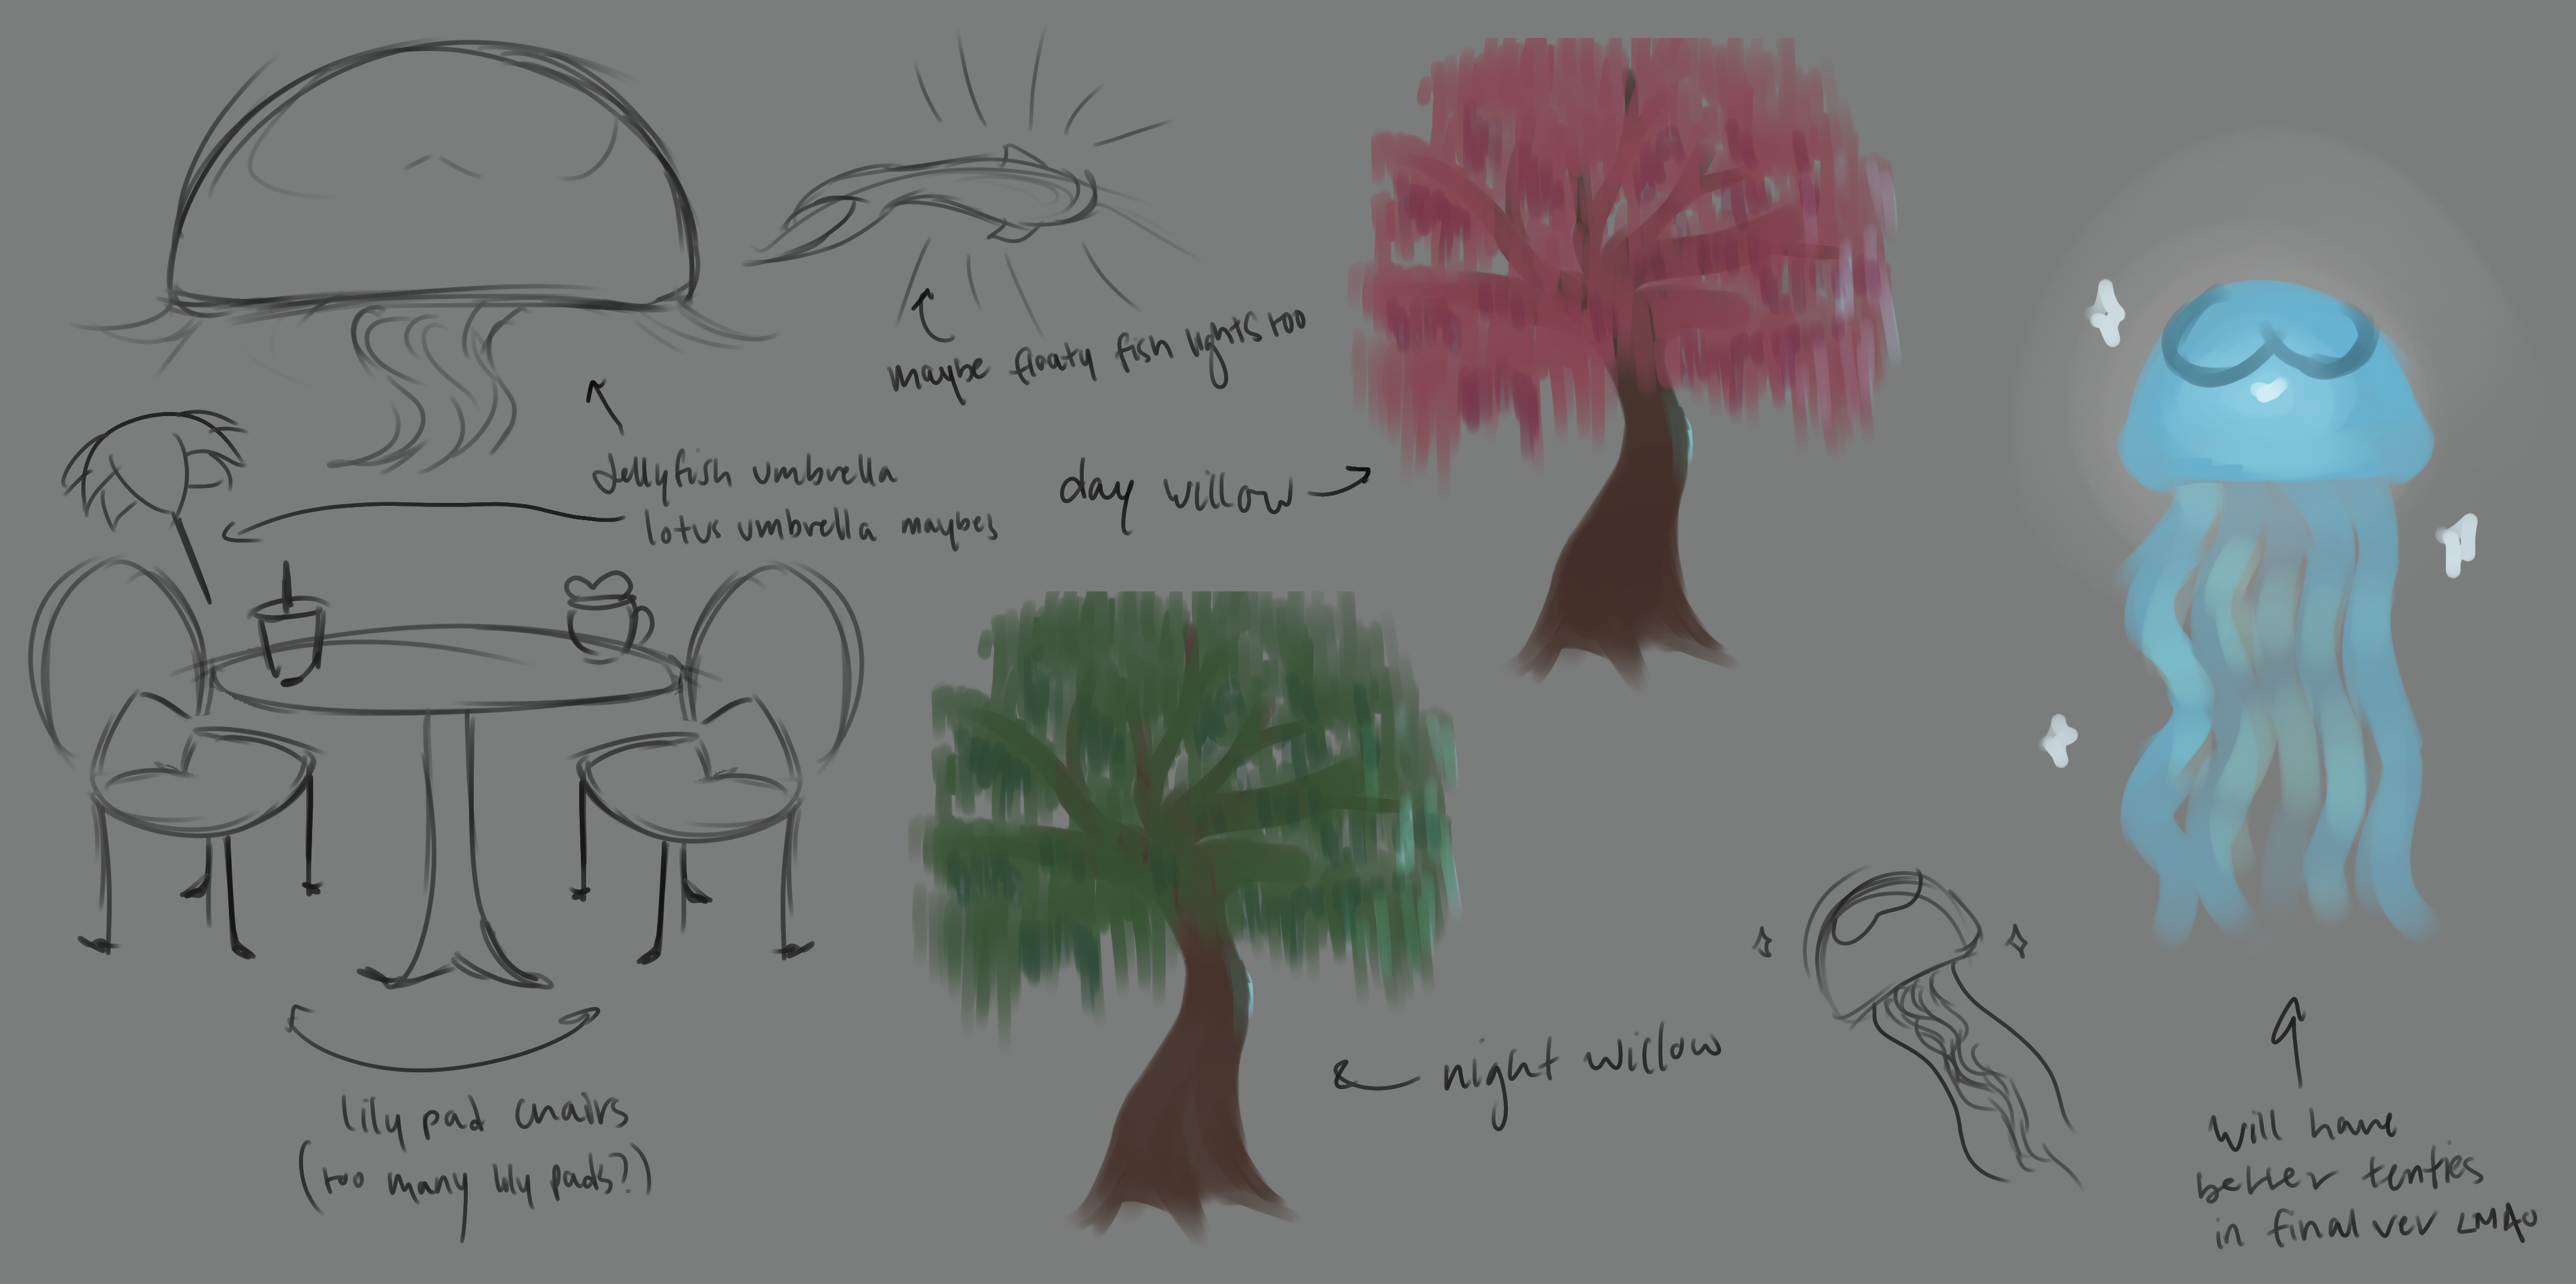 maybe floaty fish lights too
Jellyfish umbrella
lotus umbrella maybes
day willow
night willow
lily pad chairs
(too many lily pads?)
will have
better tenties
in final ver LMAO